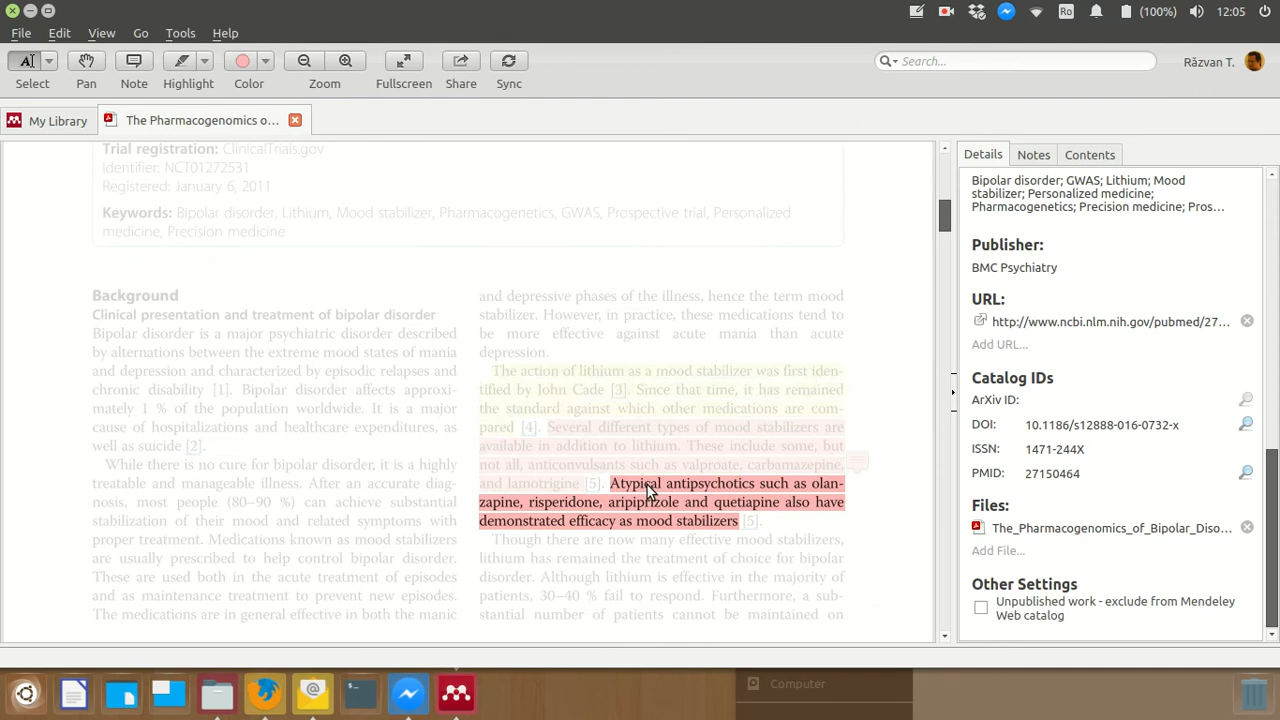 Ro
(100%)
12:05
File Edit View Go Tools Help
Search...
Răzvan T.
Select Pan Note Highlight Color Zoom Fullscreen Share Sync
My Library
The Pharmacogenomics o...
Trial registration: ClinicalTrials.gov
Identifier: NCT01272531
Registered: January 6, 2011
Keywords: Bipolar disorder, Lithium, Mood stabilizer, Pharmacogenetics, GWAS, Prospective trial, Personalized
medicine, Precision medicine
Background
Clinical presentation and treatment of bipolar disorder
Bipolar disorder is a major psychiatric disorder described
by alternations between the extreme mood states of mania
and depression and characterized by episodic relapses and
chronic disability [1]. Bipolar disorder affects approxi-
mately 1 % of the population worldwide. It is a major
cause of hospitalizations and healthcare expenditures, as
well as suicide [2].
While there is no cure for bipolar disorder, it is a highly
treatable and manageable illness. After an accurate diag-
nosis, most people (80–90 %) can achieve substantial
stabilization of their mood and related symptoms with
proper treatment. Medications known as mood stabilizers
are usually prescribed to help control bipolar disorder.
These are used both in the acute treatment of episodes
and as maintenance treatment to prevent new episodes.
The medications are in general effective in both the manic
and depressive phases of the illness, hence the term mood
stabilizer. However, in practice, these medications tend to
be more effective against acute mania than acute
depression.
The action of lithium as a mood stabilizer was first iden-
tified by John Cade [3]. Since that time, it has remained
the standard against which other medications are com-
pared [4]. Several different types of mood stabilizers are
available in addition to lithium. These include some, but
not all, anticonvulsants such as valproate, carbamazepine,
and lamotrigine [5]. Atypical antipsychotics such as olan-
zapine, risperidone, aripiprizole and quetiapine also have
demonstrated efficacy as mood stabilizers [5].
Though there are now many effective mood stabilizers,
lithium has remained the treatment of choice for bipolar
disorder. Although lithium is effective in the majority of
patients, 30–40 % fail to respond. Furthermore, a sub-
stantial number of patients cannot be maintained on
Details Notes Contents
Bipolar disorder; GWAS; Lithium; Mood
stabilizer; Personalized medicine;
Pharmacogenetics; Precision medicine; Pros...
Publisher:
BMC Psychiatry
URL:
http://www.ncbi.nlm.nih.gov/pubmed/27...
Add URL...
Catalog IDs
ArXiv ID:
DOI: 10.1186/s12888-016-0732-x
ISSN: 1471-244X
PMID: 27150464
Files:
The_Pharmacogenomics_of_Bipolar_Diso...
Add File...
Other Settings
Unpublished work - exclude from Mendeley
Web catalog
Computer